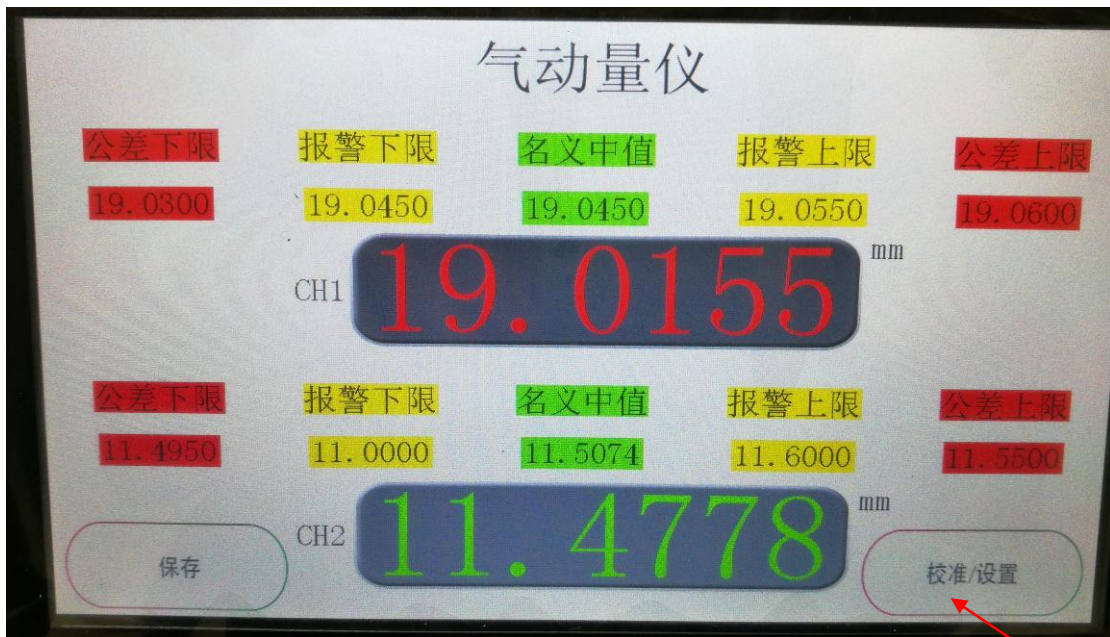 气动量仪
公差下限 报警下限 名义中值 报警上限 公差上限
19.0300 19.0450 19.0450 19.0550 19.0600
CH1 19.0155 mm
公差下限 报警下限 名义中值 报警上限 公差上限
11.4950 11.0000 11.5074 11.6000 11.5500
CH2 11.4778 mm
保存 校准/设置